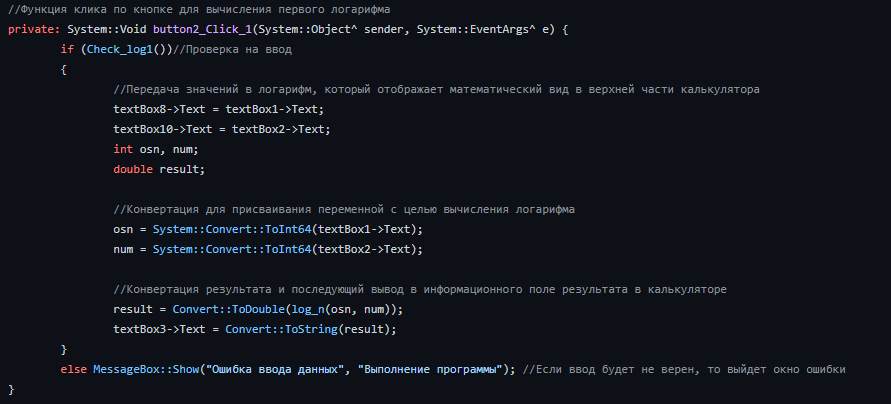 //Функция клика по кнопке для вычисления первого логарифма
private: System::Void button2_Click_1(System::Object^ sender, System::EventArgs^ e) {
if (Check_log1())//Проверка на ввод
{
//Передача значений в логарифм, который отображает математический вид в верхней части калькулятора
textBox8->Text = textBox1->Text;
textBox10->Text = textBox2->Text;
int osn, num;
double result;
//Конвертация для присваивания переменной с целью вычисления логарифма
osn = System::Convert::ToInt64(textBox1->Text);
num = System::Convert::ToInt64(textBox2->Text);
//Конвертация результата и последующий вывод в информационного поле результата в калькуляторе
result = Convert::ToDouble(log_n(osn, num));
textBox3->Text = Convert::ToString(result);
}
else MessageBox::Show("Ошибка ввода данных", "Выполнение программы"); //Если ввод будет не верен, то выйдет окно ошибки
}